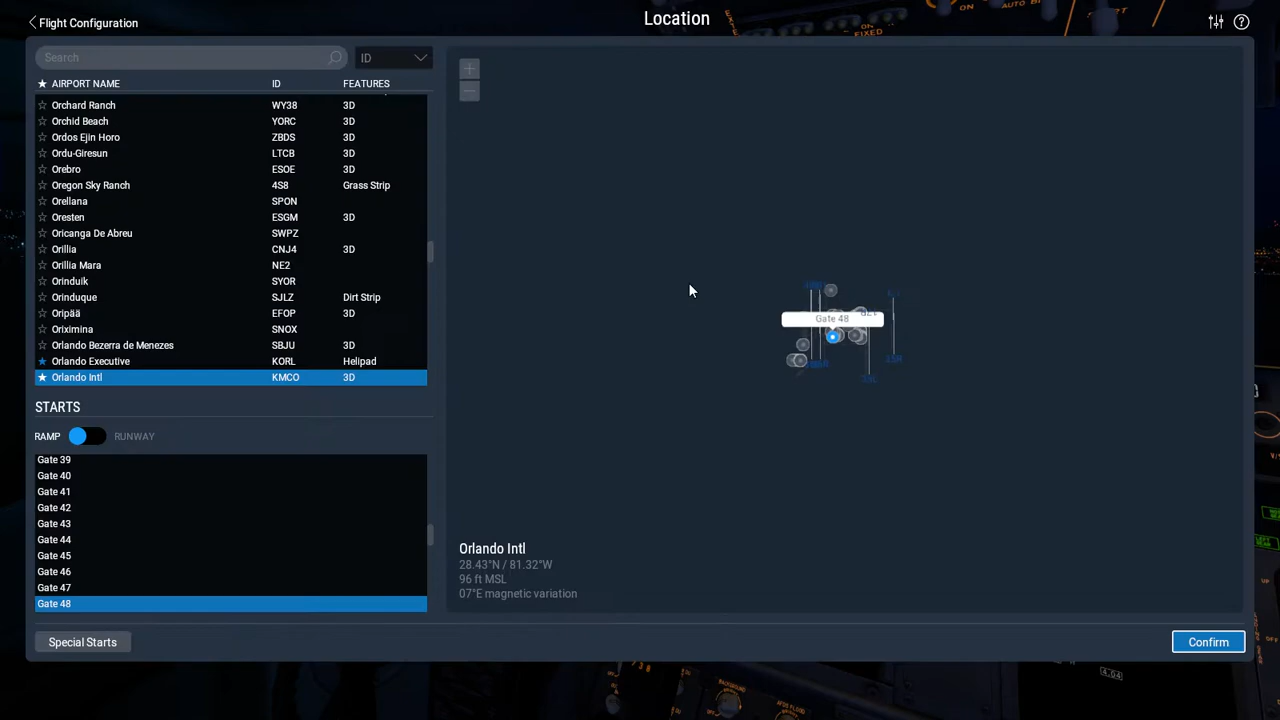 Flight Configuration
Location
Search
ID
AIRPORT NAME ID FEATURES
Orchard Ranch WY38 3D
Orchid Beach YORC 3D
Ordos Ejin Horo ZBDS 3D
Ordu-Giresun LTCB 3D
Orebro ESOE 3D
Oregon Sky Ranch 4S8 Grass Strip
Orellana SPON
Oresten ESGM 3D
Oricanga De Abreu SWPZ
Orillia CNJ4 3D
Orillia Mara NE2
Orinduik SYOR
Orinduque SJLZ Dirt Strip
Oripää EFOP 3D
Oriximina SNOX
Orlando Bezerra de Menezes SBJU 3D
Orlando Executive KORL Helipad
Orlando Intl KMCO 3D
STARTS
RAMP RUNWAY
Gate 39
Gate 40
Gate 41
Gate 42
Gate 43
Gate 44
Gate 45
Gate 46
Gate 47
Gate 48
Special Starts
Gate 48
Orlando Intl
28.43°N / 81.32°W
96 ft MSL
07°E magnetic variation
Confirm